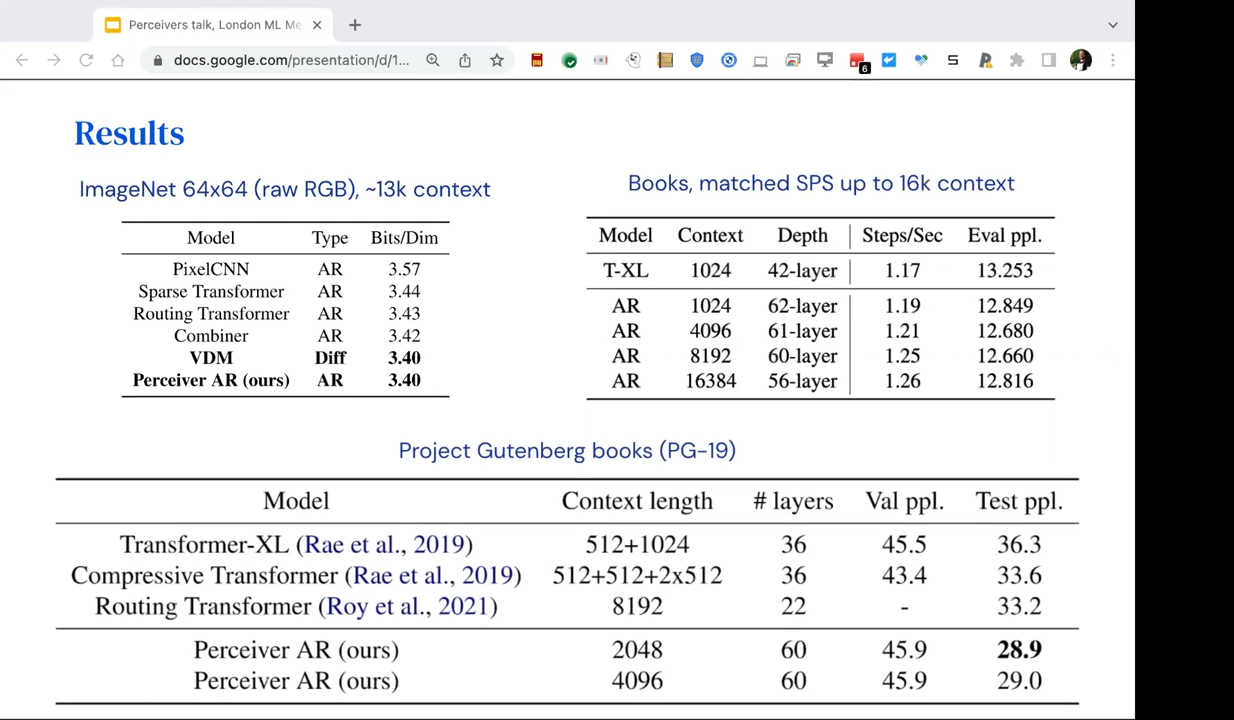 Perceivers talk, London ML Me
docs.google.com/presentation/d/1...
6
Results
ImageNet 64x64 (raw RGB), ~13k context
Model Type Bits/Dim
PixelCNN AR 3.57
Sparse Transformer AR 3.44
Routing Transformer AR 3.43
Combiner AR 3.42
VDM Diff 3.40
Perceiver AR (ours) AR 3.40
Books, matched SPS up to 16k context
Model Context Depth Steps/Sec Eval ppl.
T-XL 1024 42-layer 1.17 13.253
AR 1024 62-layer 1.19 12.849
AR 4096 61-layer 1.21 12.680
AR 8192 60-layer 1.25 12.660
AR 16384 56-layer 1.26 12.816
Project Gutenberg books (PG-19)
Model Context length # layers Val ppl. Test ppl.
Transformer-XL (Rae et al., 2019) 512+1024 36 45.5 36.3
Compressive Transformer (Rae et al., 2019) 512+512+2x512 36 43.4 33.6
Routing Transformer (Roy et al., 2021) 8192 22 - 33.2
Perceiver AR (ours) 2048 60 45.9 28.9
Perceiver AR (ours) 4096 60 45.9 29.0